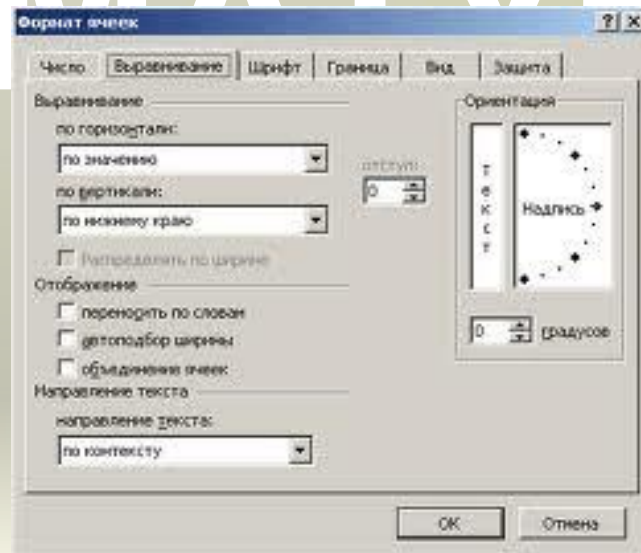 Формат ячеек
Число Выравнивание Шрифт Граница Вид Защита
Выравнивание
по горизонтали:
по значению
отступ:
по вертикали:
0
по нижнему краю
Распределять по ширине
Отображение
переносить по словам
автоподбор ширины
объединение ячеек
Направление текста
направление текста:
по контексту
Ориентация
текст
Надпись
0 градусов
ОК Отмена